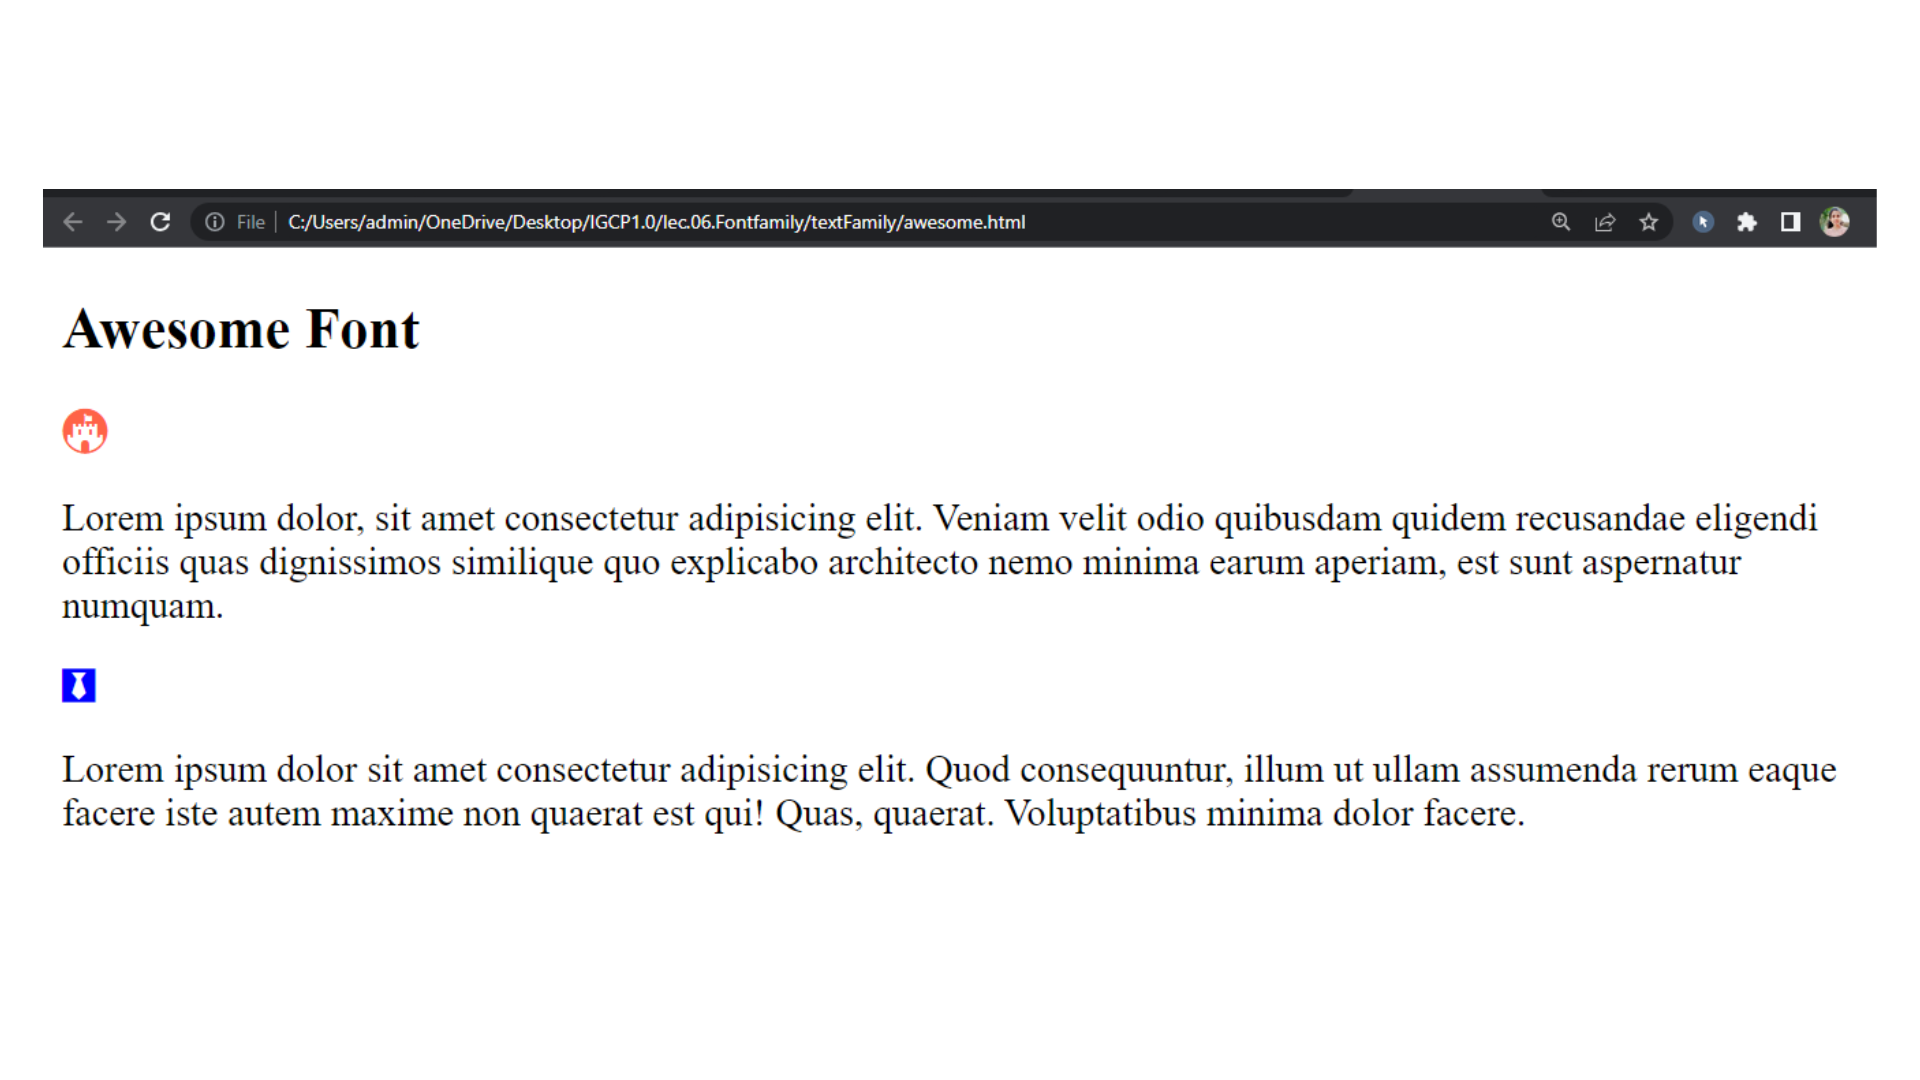 File C:/Users/admin/OneDrive/Desktop/IGCP1.0/lec.06.Fontfamily/textFamily/awesome.html
Awesome Font
Lorem ipsum dolor, sit amet consectetur adipisicing elit. Veniam velit odio quibusdam quidem recusandae eligendi
officiis quas dignissimos similique quo explicabo architecto nemo minima earum aperiam, est sunt aspernatur
numquam.
Lorem ipsum dolor sit amet consectetur adipisicing elit. Quod consequuntur, illum ut ullam assumenda rerum eaque
facere iste autem maxime non quaerat est qui! Quas, quaerat. Voluptatibus minima dolor facere.